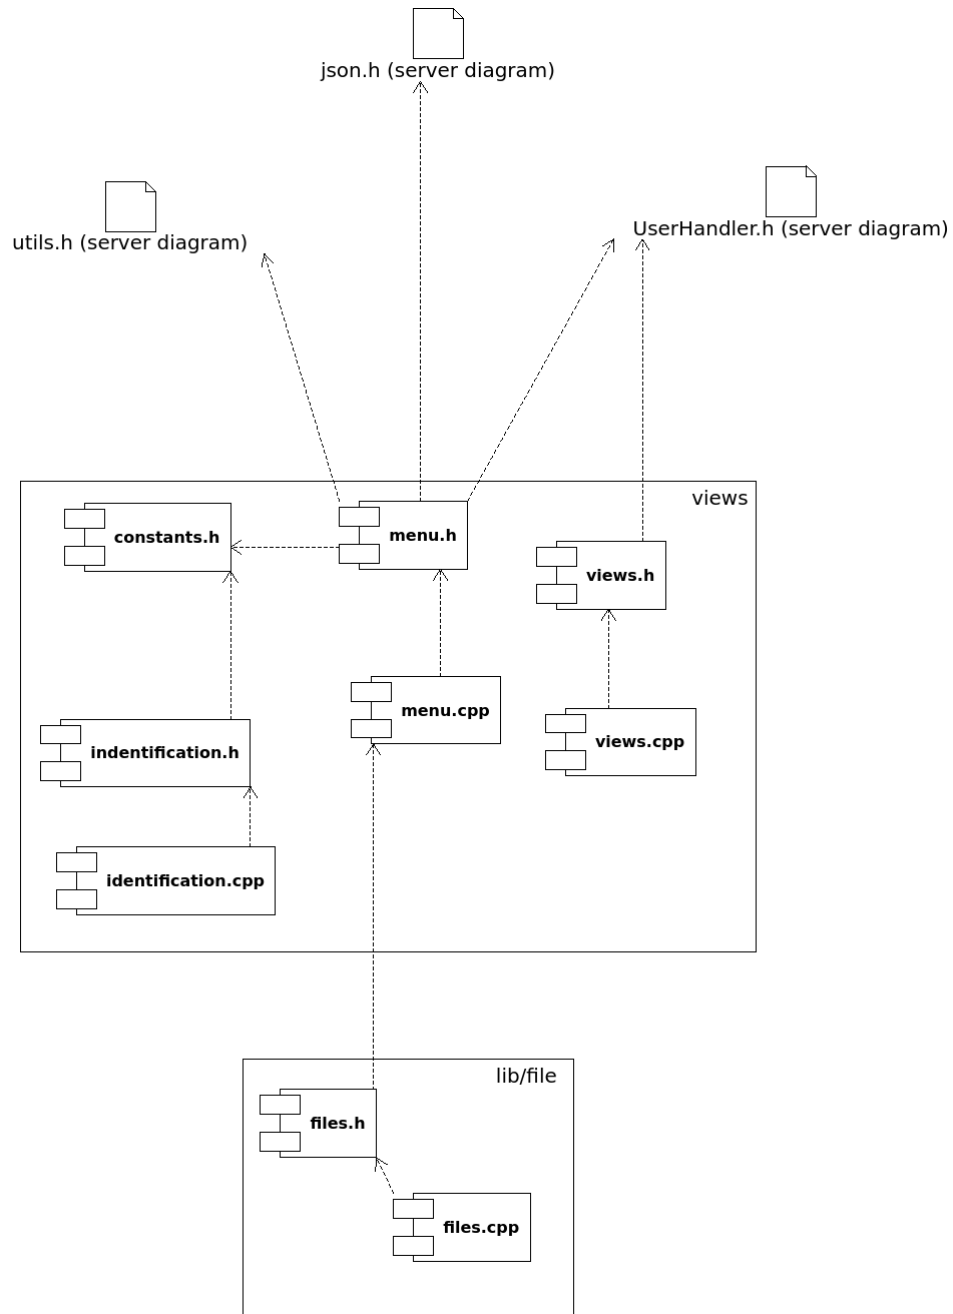 json.h (server diagram)
utils.h (server diagram)
UserHandler.h (server diagram)
views
constants.h
menu.h
views.h
menu.cpp
views.cpp
indentification.h
identification.cpp
lib/file
files.h
files.cpp